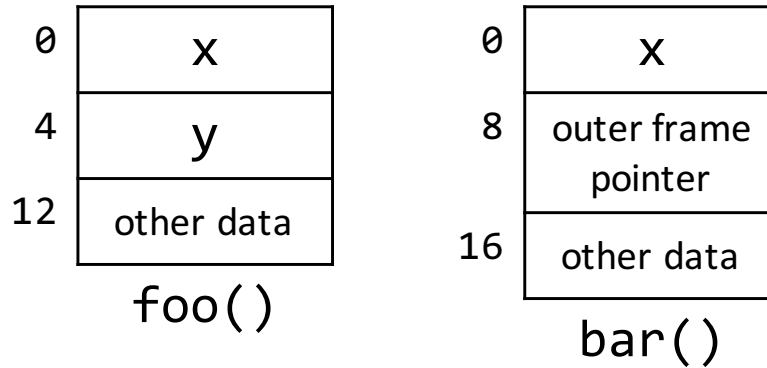 0 x
4 y
12 other data
foo()
0 x
8 outer frame
pointer
16 other data
bar()